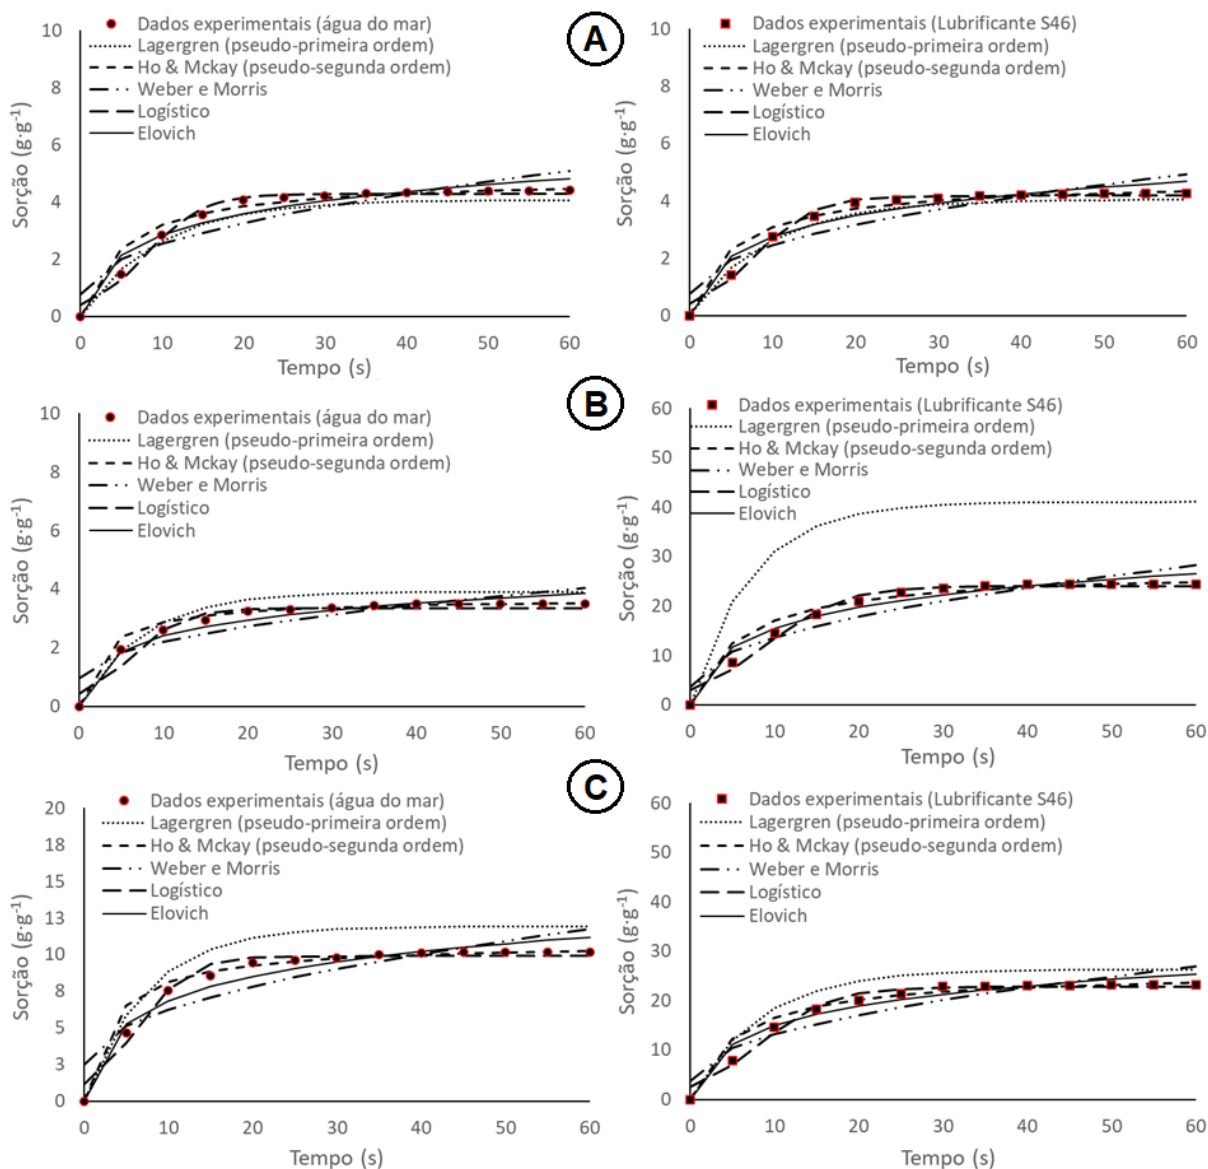 A
10
8
6
4
2
0
Sorção (g·g⁻¹)
Dados experimentais (água do mar)
Lagergren (pseudo-primeira ordem)
Ho & Mckay (pseudo-segunda ordem)
Weber e Morris
Logístico
Elovich
0 10 20 30 40 50 60
Tempo (s)
10
8
6
4
2
0
Sorção (g·g⁻¹)
Dados experimentais (Lubrificante S46)
Lagergren (pseudo-primeira ordem)
Ho & Mckay (pseudo-segunda ordem)
Weber e Morris
Logístico
Elovich
0 10 20 30 40 50 60
Tempo (s)
B
10
8
6
4
2
0
Sorção (g·g⁻¹)
Dados experimentais (água do mar)
Lagergren (pseudo-primeira ordem)
Ho & Mckay (pseudo-segunda ordem)
Weber e Morris
Logístico
Elovich
0 10 20 30 40 50 60
Tempo (s)
60
50
40
30
20
10
0
Sorção (g·g⁻¹)
Dados experimentais (Lubrificante S46)
Lagergren (pseudo-primeira ordem)
Ho & Mckay (pseudo-segunda ordem)
Weber e Morris
Logístico
Elovich
0 10 20 30 40 50 60
Tempo (s)
C
20
18
15
13
10
8
5
3
0
Sorção (g·g⁻¹)
Dados experimentais (água do mar)
Lagergren (pseudo-primeira ordem)
Ho & Mckay (pseudo-segunda ordem)
Weber e Morris
Logístico
Elovich
0 10 20 30 40 50 60
Tempo (s)
60
50
40
30
20
10
0
Sorção (g·g⁻¹)
Dados experimentais (Lubrificante S46)
Lagergren (pseudo-primeira ordem)
Ho & Mckay (pseudo-segunda ordem)
Weber e Morris
Logístico
Elovich
0 10 20 30 40 50 60
Tempo (s)